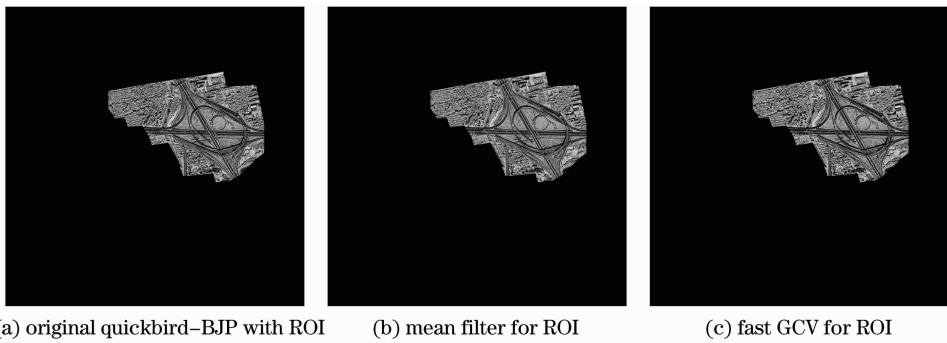 (a) original quickbird–BJP with ROI
(b) mean filter for ROI
(c) fast GCV for ROI